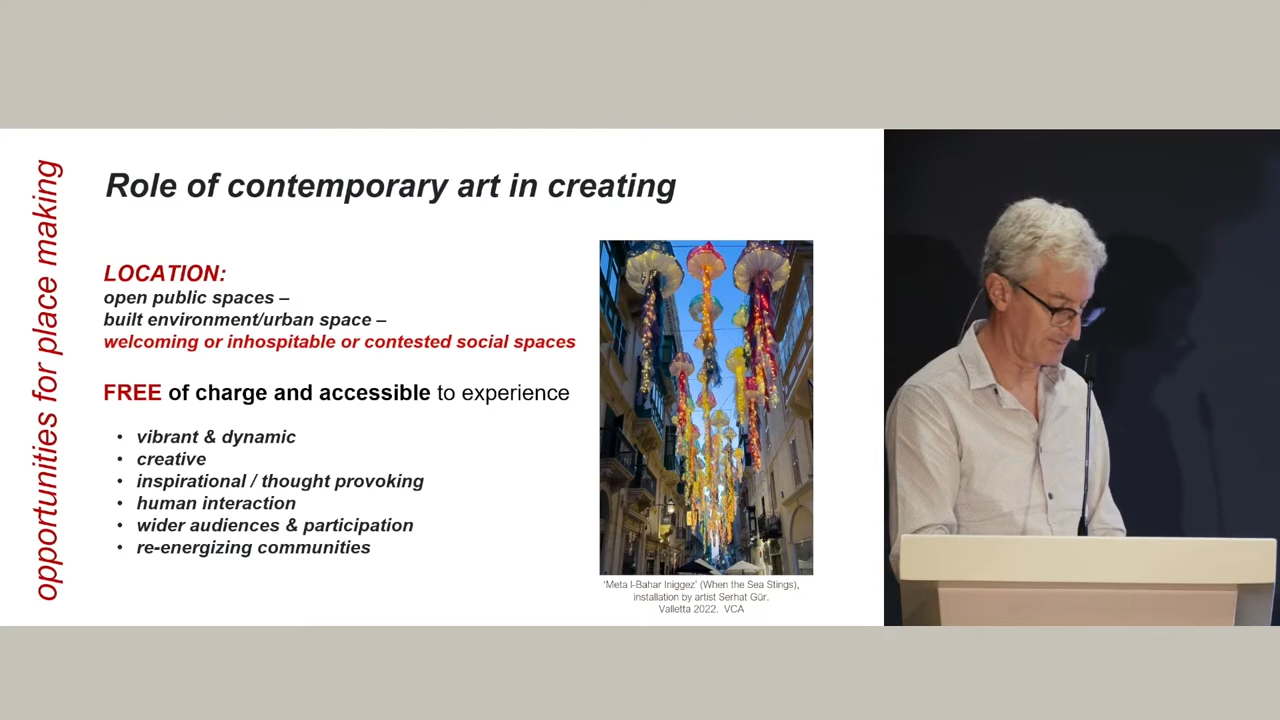 opportunities for place making
Role of contemporary art in creating
LOCATION:
open public spaces –
built environment/urban space –
welcoming or inhospitable or contested social spaces
FREE of charge and accessible to experience
• vibrant & dynamic
• creative
• inspirational / thought provoking
• human interaction
• wider audiences & participation
• re-energizing communities
‘Meta l-Bahar Iniggez’ (When the Sea Stings),
installation by artist Serhat Gür.
Valletta 2022. VCA